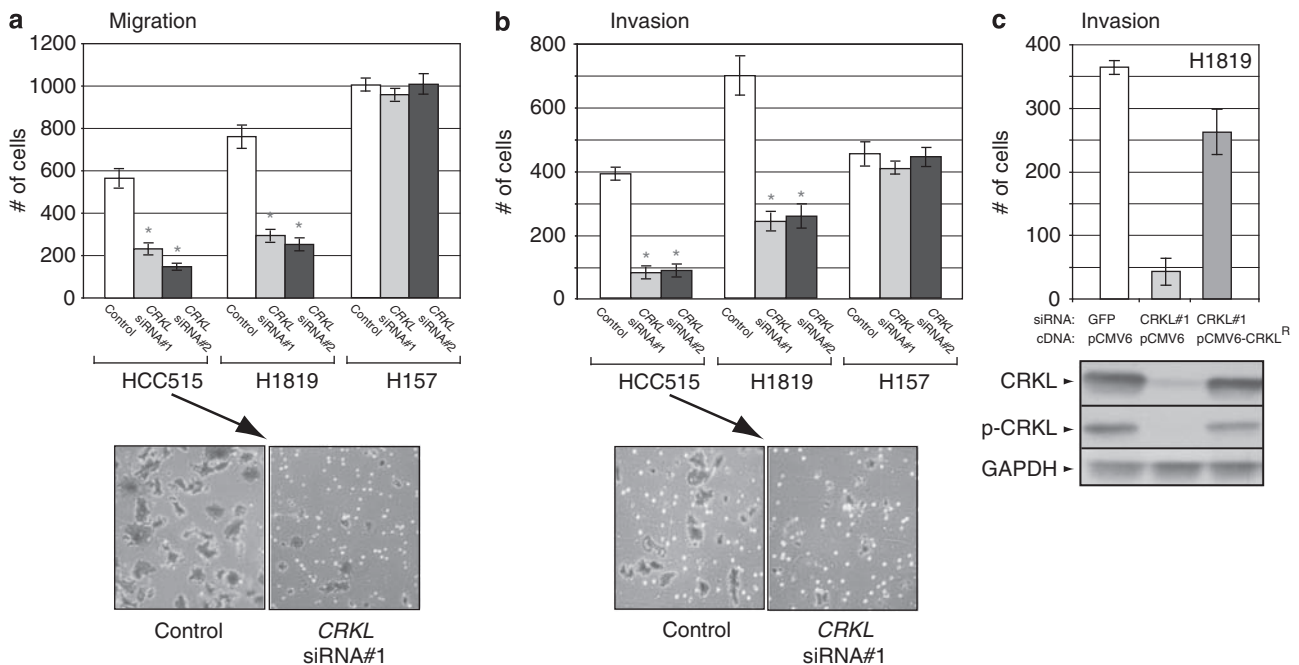 a Migration
1200
1000
800
600
400
200
0
# of cells
* * * *
Control
CRKL siRNA#1
CRKL siRNA#2
Control
CRKL siRNA#1
CRKL siRNA#2
Control
CRKL siRNA#1
CRKL siRNA#2
HCC515 H1819 H157
Control
CRKL
siRNA#1
b Invasion
800
600
400
200
0
# of cells
* * * *
Control
CRKL siRNA#1
CRKL siRNA#2
Control
CRKL siRNA#1
CRKL siRNA#2
Control
CRKL siRNA#1
CRKL siRNA#2
HCC515 H1819 H157
Control
CRKL
siRNA#1
c Invasion
H1819
400
300
200
100
0
# of cells
siRNA: GFP CRKL#1 CRKL#1
cDNA: pCMV6 pCMV6 pCMV6-CRKLR
CRKL ►
p-CRKL ►
GAPDH ►